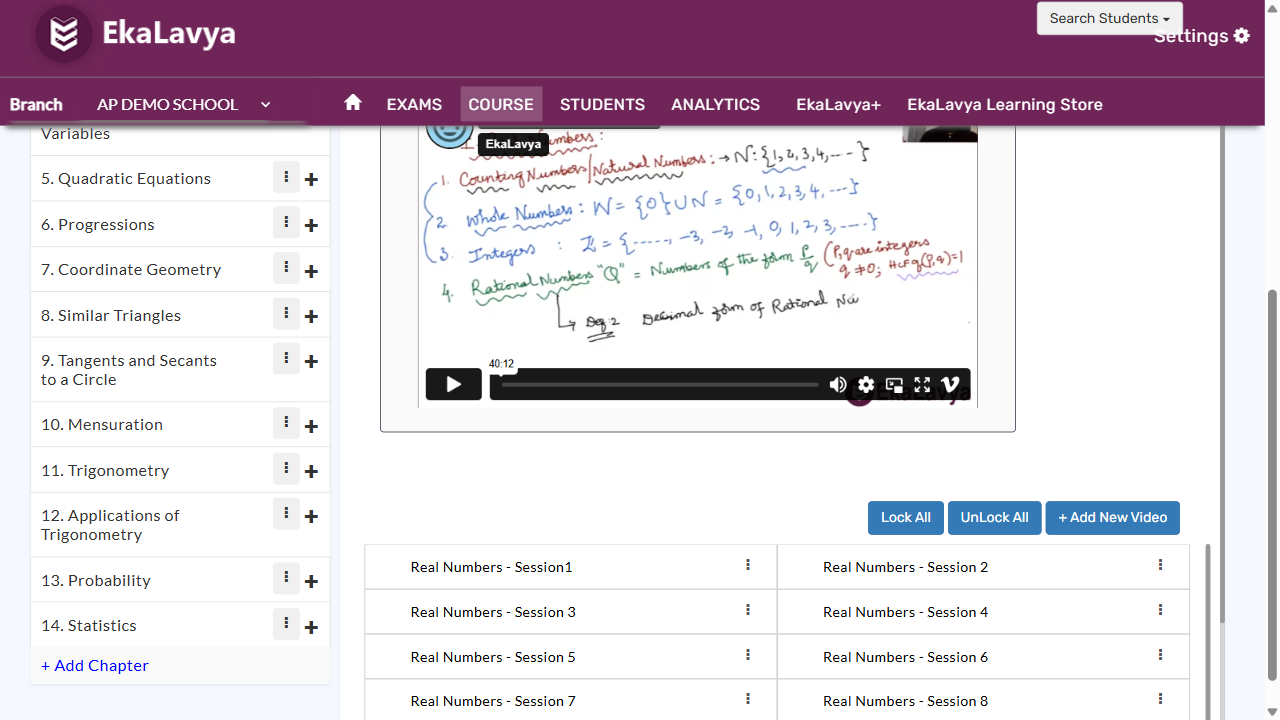 EkaLavya
Search Students
Settings
Branch
AP DEMO SCHOOL
EXAMS
COURSE
STUDENTS
ANALYTICS
EkaLavya+
EkaLavya Learning Store
Variables
5. Quadratic Equations
6. Progressions
7. Coordinate Geometry
8. Similar Triangles
9. Tangents and Secants
to a Circle
10. Mensuration
11. Trigonometry
12. Applications of
Trigonometry
13. Probability
14. Statistics
+ Add Chapter
Numbers :
EkaLavya
1. Counting Numbers/Natural Numbers : → N : {1, 2, 3, 4, ---- }
2. Whole Numbers : W = {0} U N = {0, 1, 2, 3, 4, ---}
3. Integers : Z = {-----, -3, -2, -1, 0, 1, 2, 3, ----}
4. Rational Numbers "Q" = Numbers of the form P/q (P, q are integers
q ≠ 0; HCF of (P, q) = 1
Decimal form of Rational
40:12
EkaLavya
Lock All
UnLock All
+ Add New Video
Real Numbers - Session1
Real Numbers - Session 2
Real Numbers - Session 3
Real Numbers - Session 4
Real Numbers - Session 5
Real Numbers - Session 6
Real Numbers - Session 7
Real Numbers - Session 8